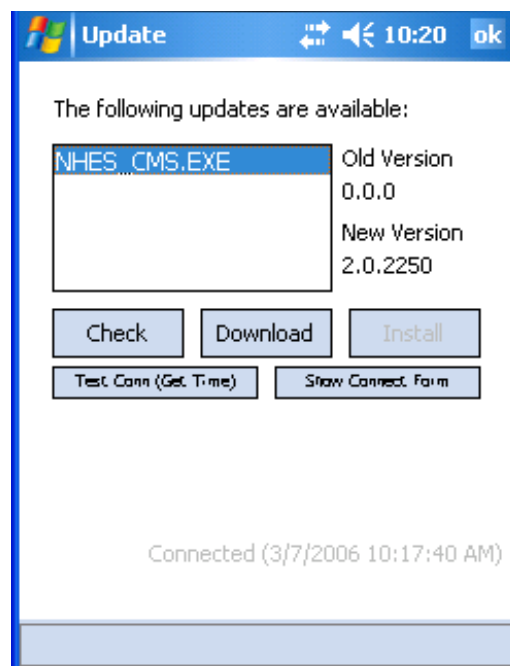 Update 10:20 ok
The following updates are available:
NHES_CMS.EXE
Old Version
0.0.0
New Version
2.0.2250
Check Download Install
Test Conn (Get Time) Show Connect Form
Connected (3/7/2006 10:17:40 AM)